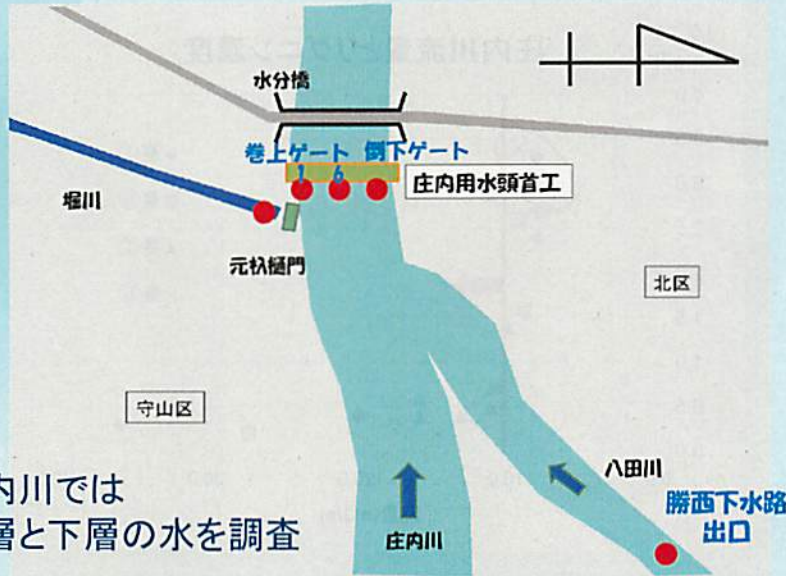 水分橋
巻上ゲート 倒下ゲート
1 6
庄内用水頭首工
堀川
元杁樋門
北区
守山区
八田川
内川では
層と下層の水を調査
庄内川
勝西下水路
出口